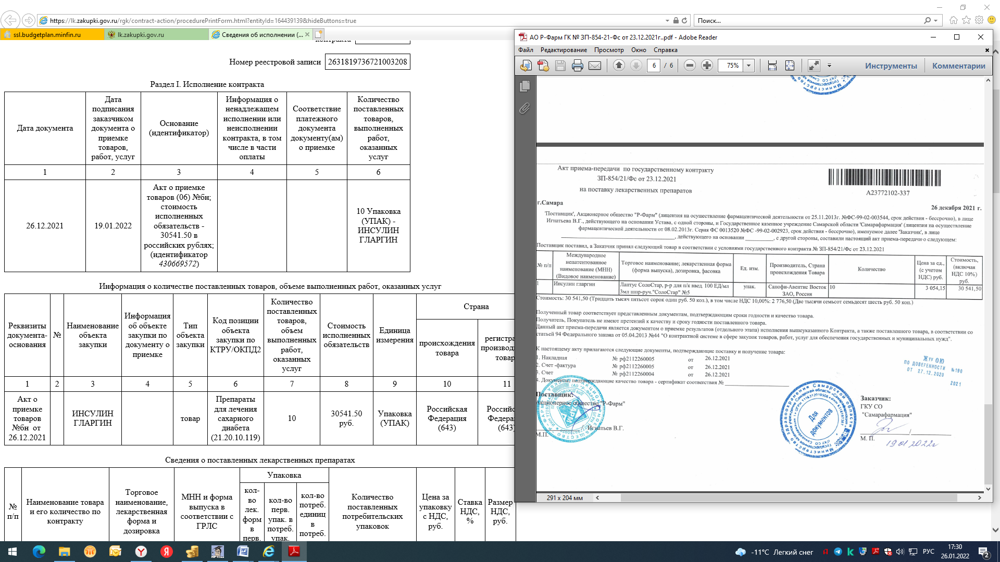 https://lk.zakupki.gov.ru/rgk/contract-action/procedurePrintForm.html?entityId=164439139&hideButtons=true
Поиск...
ssl.budgetplan.minfin.ru
lk.zakupki.gov.ru
Сведения об исполнении (...
контракта
Номер реестровой записи
2631819736721003208
Раздел I. Исполнение контракта
Дата документа
Дата подписания заказчиком документа о приемке товаров, работ, услуг
Основание (идентификатор)
Информация о ненадлежащем исполнении или неисполнении контракта, в том числе в части оплаты
Соответствие платежного документа документу(ам) о приемке
Количество поставленных товаров, выполненных работ, оказанных услуг
1 2 3 4 5 6
26.12.2021
19.01.2022
Акт о приемке товаров (06) №бн; стоимость исполненных обязательств - 30541.50 в российских рублях; (идентификатор 430669572)
10 Упаковка (УПАК) - ИНСУЛИН ГЛАРГИН
Информация о количестве поставленных товаров, объеме выполненных работ, оказанных услуг
Реквизиты документа-основания
№
Наименование объекта закупки
Информация об объекте закупки по документу о приемке
Тип объекта закупки
Код позиции объекта закупки по КТРУ/ОКПД2
Количество поставленных товаров, объем выполненных работ, оказанных услуг
Стоимость исполненных обязательств
Единица измерения
Страна
происхождения товара
регистра
производ
товар
1 2 3 4 5 6 7 8 9 10 11
Акт о приемке товаров №бн от 26.12.2021
ИНСУЛИН ГЛАРГИН
товар
Препараты для лечения сахарного диабета (21.20.10.119)
10
30541.50 руб.
Упаковка (УПАК)
Российская Федерация (643)
Российс
Федера
(643)
Сведения о поставленных лекарственных препаратах
№ п/п
Наименование товара и его количество по контракту
Торговое наименование, лекарственная форма и дозировка
МНН и форма выпуска в соответствии с ГРЛС
Упаковка
кол-во лек. форм в перв.
кол-во перв. упак. в потреб. упак.
кол-во потреб. единиц в потреб.
Количество поставленных потребительских упаковок
Цена за упаковку с НДС, руб.
Ставка НДС, %
Размер НДС, руб.
АО Р-Фарм ГК № ЗП-854-21-Фс от 23.12.2021г..pdf - Adobe Reader
Файл Редактирование Просмотр Окно Справка
6 / 6
75%
Инструменты
Комментарии
Акт приема-передачи по государственному контракту
ЗП-854/21/Фс от 23.12.2021
на поставку лекарственных препаратов
А23772102-337
г.Самара
26 декабря 2021 г.
'Поставщик', Акционерное общество "Р-Фарм" (лицензия на осуществление фармацевтической деятельности от 25.11.2013г. №ФС-99-02-003544, срок действия - бессрочно), в лице
Игнатьева В.Г., действующего на основании Устава, с одной стороны, и Государственное казенное учреждение Самарской области 'Самарафармация' (лицензия на осуществление
фармацевтической деятельности от 08.02.2013г. Серия ФС 0013520 №ФС -99-02-002923, срок действия - бессрочно), именуемое далее 'Заказчик', в лице
, действующего на основании , с другой стороны, составили настоящий акт приема-передачи о следующем:
Поставщик поставил, а Заказчик принял следующий товар в соответствии с условиями государственного контракта № ЗП-854/21/Фс от 23.12.2021
№ п/п
Международное непатентованное наименование (МНН) (Видовое наименование)
Торговое наименование; лекарственная форма (форма выпуска), дозировка, фасовка
Ед. изм.
Производитель, Страна происхождения Товара
Количество
Цена за ед., (с учетом НДС) руб.
Стоимость, (включая НДС 10%) руб.
1
Инсулин гларгин
Лантус СолоСтар, р-р для п/к введ. 100 ЕД/мл 3мл шпр-руч."СолоСтар" №5
упак.
Санофи-Авентис Восток ЗАО, Россия
10
3 054,15
30 541,50
Стоимость: 30 541,50 (Тридцать тысяч пятьсот сорок один руб. 50 коп.), в том числе НДС 10,00%: 2 776,50 (Две тысячи семьсот семьдесят шесть руб. 50 коп.)
Полученный товар соответствует представленным документам, подтверждающим сроки годности и качество товара.
Получатель, Покупатель не имеют претензий к качеству и сроку годности поставленного товара.
Данный акт приема-передачи является документом о приемке результатов (отдельного этапа) исполнения вышеуказанного Контракта, а также поставленного товара, в соответствии со
статьей 94 Федерального закона от 05.04.2013 №44 "О контрактной системе в сфере закупок товаров, работ, услуг для обеспечения государственных и муниципальных нужд".
К настоящему акту прилагаются следующие документы, подтверждающие поставку и получение товара:
1. Накладная № рф2112260005 от 26.12.2021
2. Счет -фактура № рф2112260005 от 26.12.2021
3. Счет № рф2112260004 от 26.12.2021
4. Документы, подтверждающие качество товара - сертификат соответствия №
ЖУК ОЮ
ПО ДОВЕРЕННОСТИ №190
ОТ 27.12.2020
2021
Поставщик:
Акционерное общество "Р-Фарм"
Игнатьев В.Г.
М.П.
Для документов
Заказчик:
ГКУ СО
"Самарафармация"
М. П.
19 01 2022г
291 x 204 мм
-11°C Легкий снег
РУС
17:30
26.01.2022
2